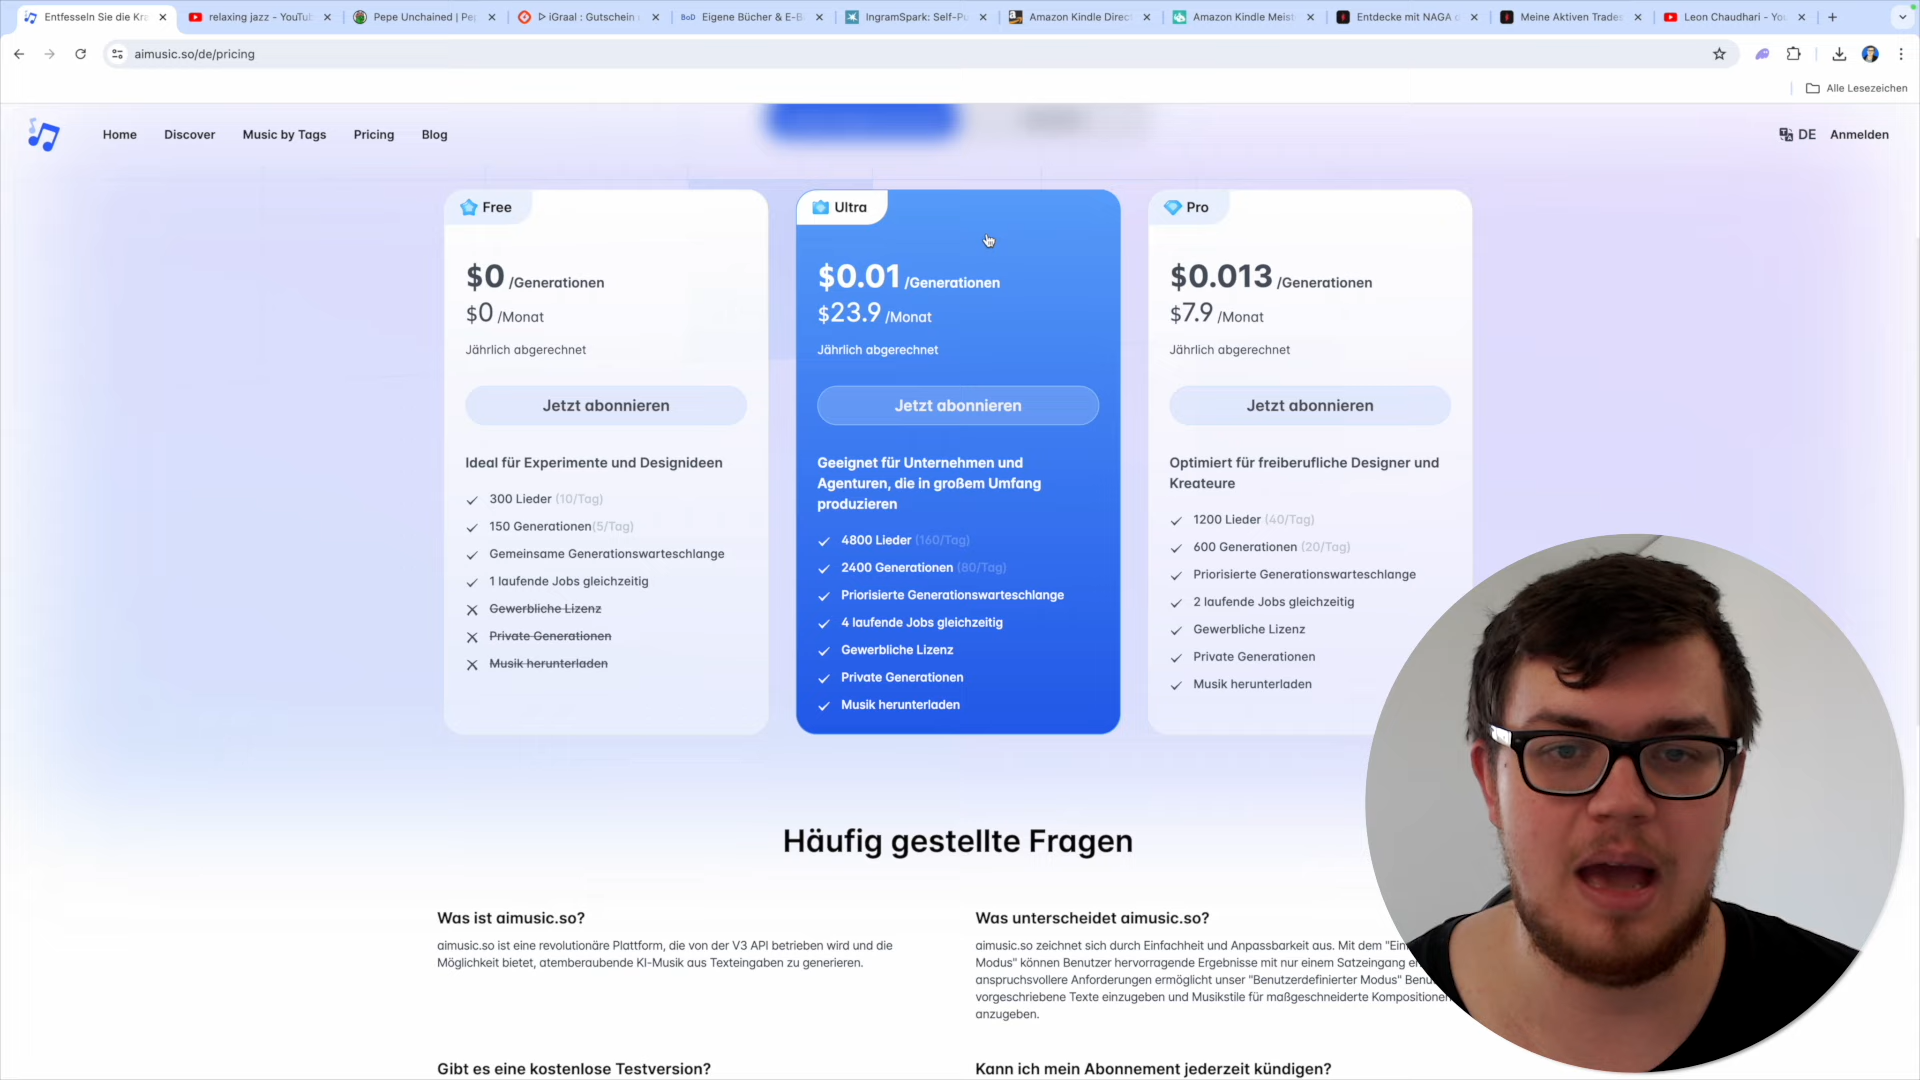 Entfesseln Sie die Kra
relaxing jazz - YouTub
Pepe Unchained | Pep
iGraal : Gutschein
BoD Eigene Bücher & E-B
IngramSpark: Self-Pu
Amazon Kindle Direc
Amazon Kindle Meist
Entdecke mit NAGA
Meine Aktiven Trades
Leon Chaudhari - You
aimusic.so/de/pricing
Alle Lesezeichen
Home
Discover
Music by Tags
Pricing
Blog
DE
Anmelden
Free
$0 /Generationen
$0 /Monat
Jährlich abgerechnet
Jetzt abonnieren
Ideal für Experimente und Designideen
300 Lieder (10/Tag)
150 Generationen(5/Tag)
Gemeinsame Generationswarteschlange
1 laufende Jobs gleichzeitig
Gewerbliche Lizenz
Private Generationen
Musik herunterladen
Ultra
$0.01 /Generationen
$23.9 /Monat
Jährlich abgerechnet
Jetzt abonnieren
Geeignet für Unternehmen und
Agenturen, die in großem Umfang
produzieren
4800 Lieder (160/Tag)
2400 Generationen (80/Tag)
Priorisierte Generationswarteschlange
4 laufende Jobs gleichzeitig
Gewerbliche Lizenz
Private Generationen
Musik herunterladen
Pro
$0.013 /Generationen
$7.9 /Monat
Jährlich abgerechnet
Jetzt abonnieren
Optimiert für freiberufliche Designer und
Kreateure
1200 Lieder (40/Tag)
600 Generationen (20/Tag)
Priorisierte Generationswarteschlange
2 laufende Jobs gleichzeitig
Gewerbliche Lizenz
Private Generationen
Musik herunterladen
Häufig gestellte Fragen
Was ist aimusic.so?
aimusic.so ist eine revolutionäre Plattform, die von der V3 API betrieben wird und die
Möglichkeit bietet, atemberaubende KI-Musik aus Texteingaben zu generieren.
Was unterscheidet aimusic.so?
aimusic.so zeichnet sich durch Einfachheit und Anpassbarkeit aus. Mit dem "Ein
Modus" können Benutzer hervorragende Ergebnisse mit nur einem Satzeingang er
anspruchsvollere Anforderungen ermöglicht unser "Benutzerdefinierter Modus" Benu
vorgeschriebene Texte einzugeben und Musikstile für maßgeschneiderte Kompositionen
anzugeben.
Gibt es eine kostenlose Testversion?
Kann ich mein Abonnement jederzeit kündigen?